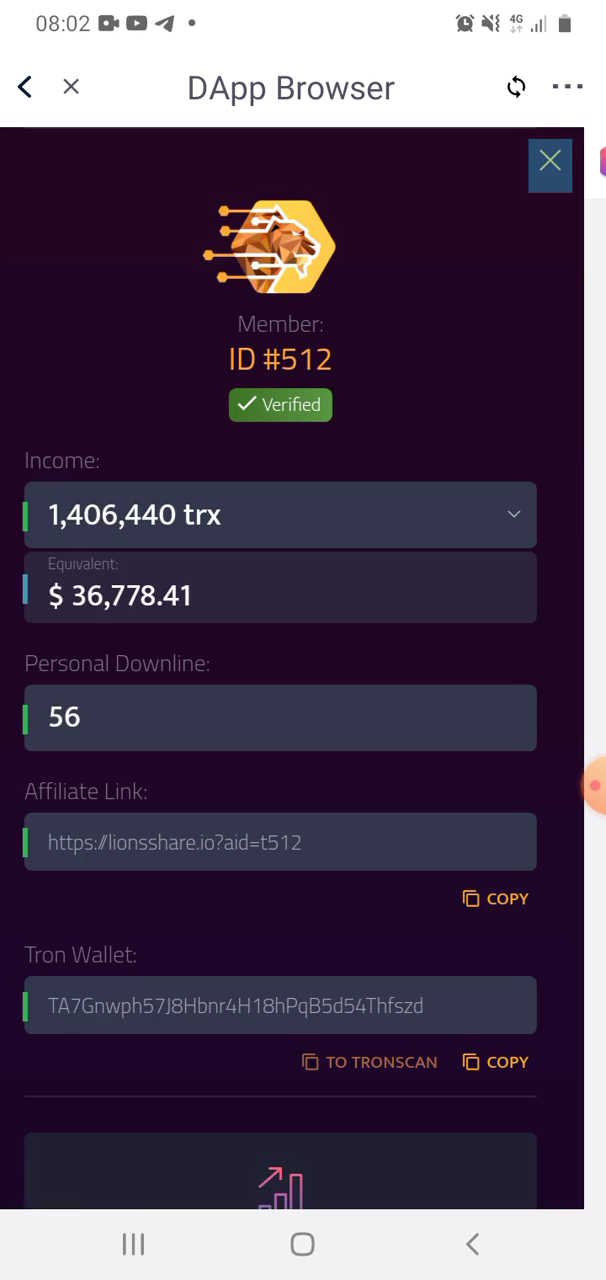 08:02
4G
DApp Browser
Member:
ID #512
Verified
Income:
1,406,440 trx
Equivalent:
$ 36,778.41
Personal Downline:
56
Affiliate Link:
https://lionsshare.io?aid=t512
COPY
Tron Wallet:
TA7Gnwph57J8Hbnr4H18hPqB5d54Thfszd
TO TRONSCAN COPY